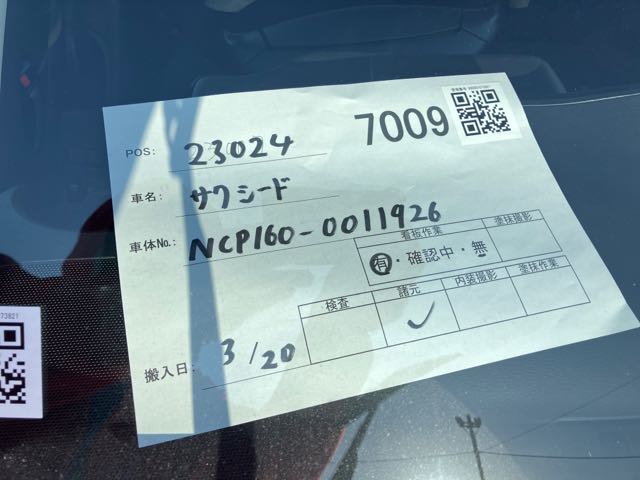 7009
POS: 23024
車名: サクシード
車体No.: NCP160-0011926
看板作業 塗抹撮影
有・確認中・無
検査 諸元 内装撮影 塗抹作業
✓
搬入日: 3/20
73821